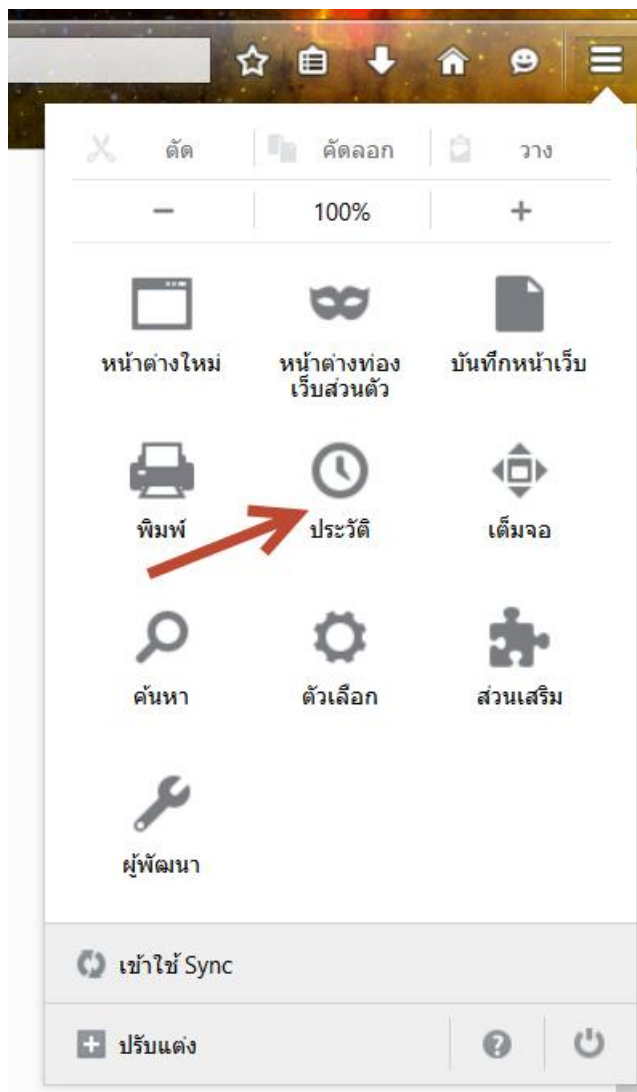 ตัด คัดลอก วาง
− 100% +
หน้าต่างใหม่ หน้าต่างท่อง บันทึกหน้าเว็บ
เว็บส่วนตัว
พิมพ์ ประวัติ เต็มจอ
ค้นหา ตัวเลือก ส่วนเสริม
ผู้พัฒนา
เข้าใช้ Sync
ปรับแต่ง